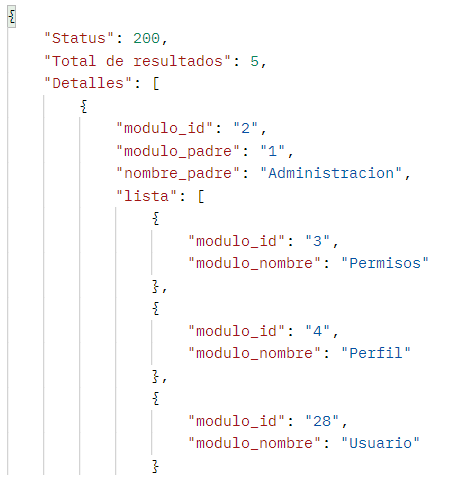 {
"Status": 200,
"Total de resultados": 5,
"Detalles": [
{
"modulo_id": "2",
"modulo_padre": "1",
"nombre_padre": "Administracion",
"lista": [
{
"modulo_id": "3",
"modulo_nombre": "Permisos"
},
{
"modulo_id": "4",
"modulo_nombre": "Perfil"
},
{
"modulo_id": "28",
"modulo_nombre": "Usuario"
}